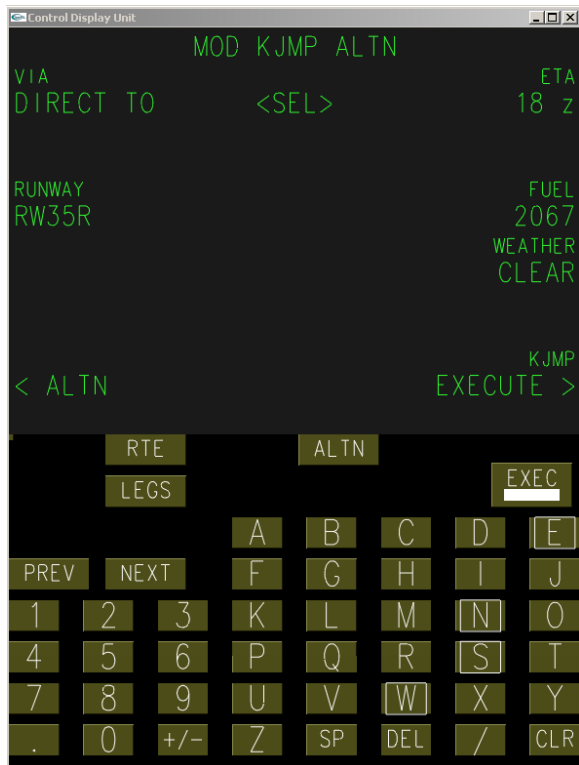 Control Display Unit
MOD KJMP ALTN
VIA ETA
DIRECT TO <SEL> 18 z
RUNWAY FUEL
RW35R 2067
WEATHER
CLEAR
KJMP
< ALTN EXECUTE >
RTE ALTN
LEGS EXEC
A B C D E
PREV NEXT F G H I J
1 2 3 K L M N O
4 5 6 P Q R S T
7 8 9 U V W X Y
. 0 +/- Z SP DEL / CLR